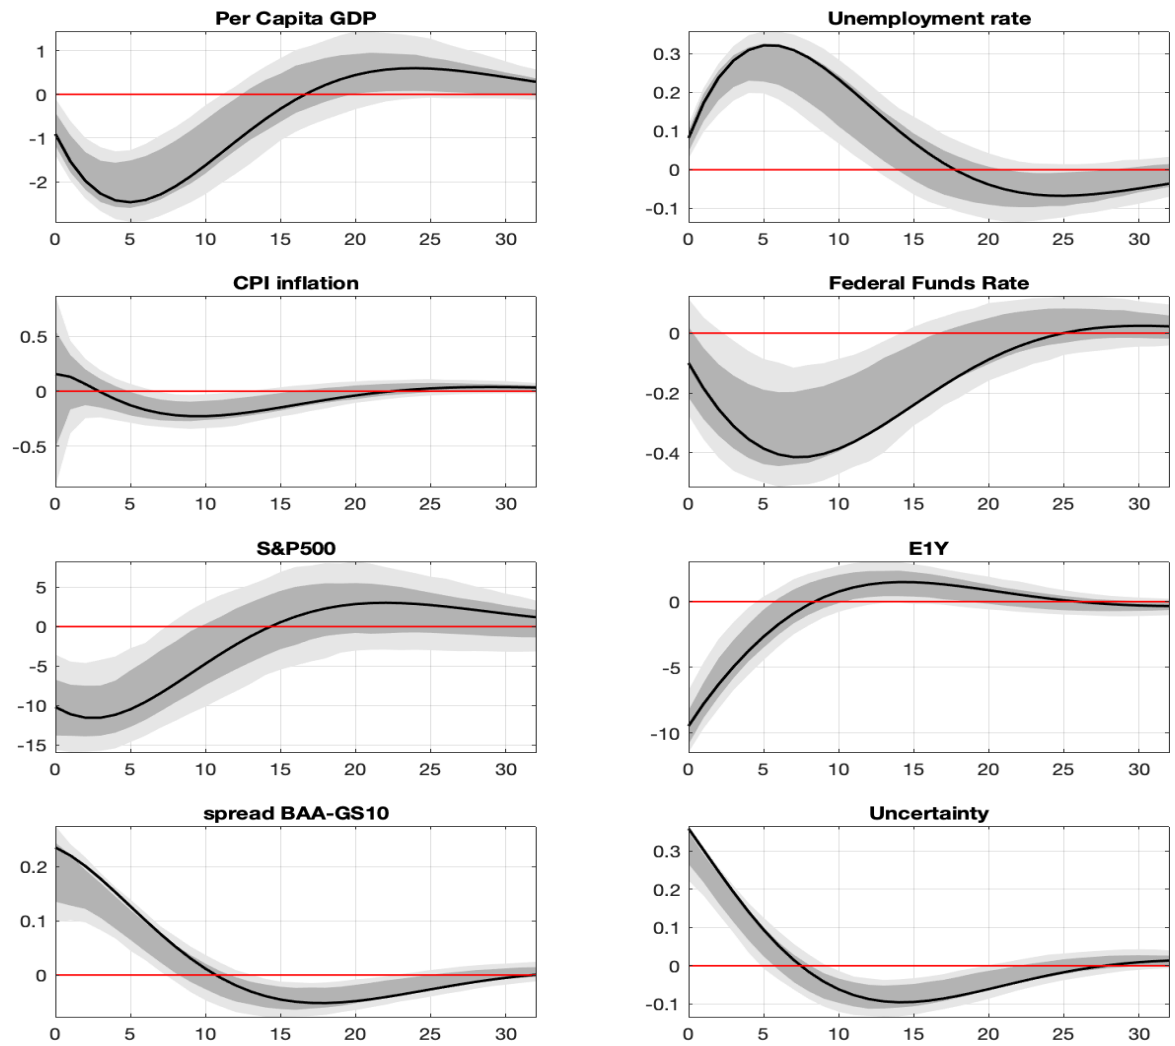 Per Capita GDP
1
0
-1
-2
0 5 10 15 20 25 30
Unemployment rate
0.3
0.2
0.1
0
-0.1
0 5 10 15 20 25 30
CPI inflation
0.5
0
-0.5
0 5 10 15 20 25 30
Federal Funds Rate
0
-0.2
-0.4
0 5 10 15 20 25 30
S&P500
5
0
-5
-10
-15
0 5 10 15 20 25 30
E1Y
0
-5
-10
0 5 10 15 20 25 30
spread BAA-GS10
0.2
0.1
0
0 5 10 15 20 25 30
Uncertainty
0.3
0.2
0.1
0
-0.1
0 5 10 15 20 25 30